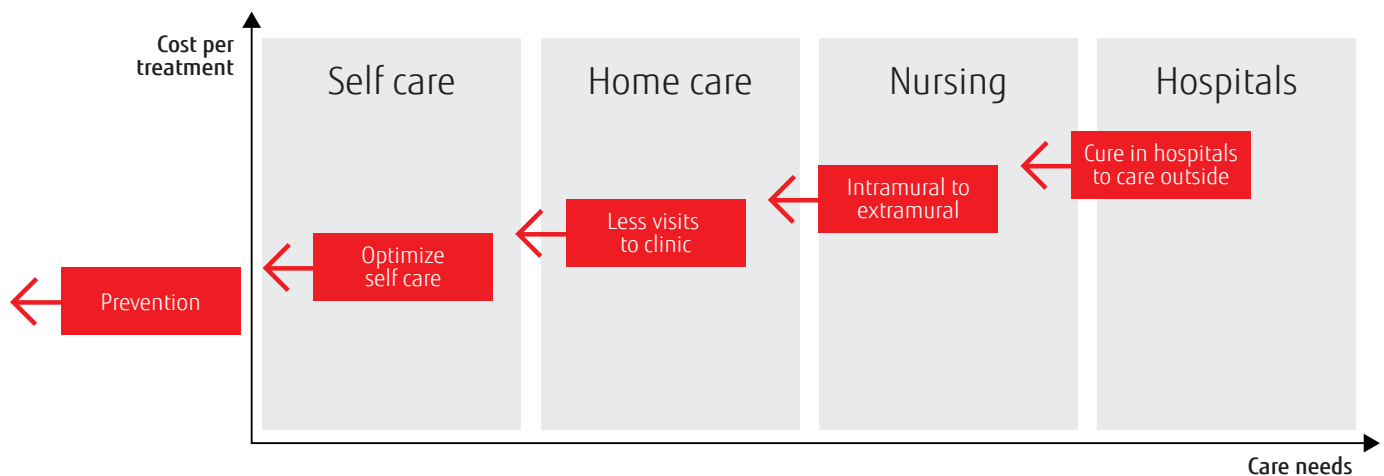 Cost per
treatment
Self care
Home care
Nursing
Hospitals
Cure in hospitals
to care outside
Intramural to
extramural
Less visits
to clinic
Optimize
self care
Prevention
Care needs